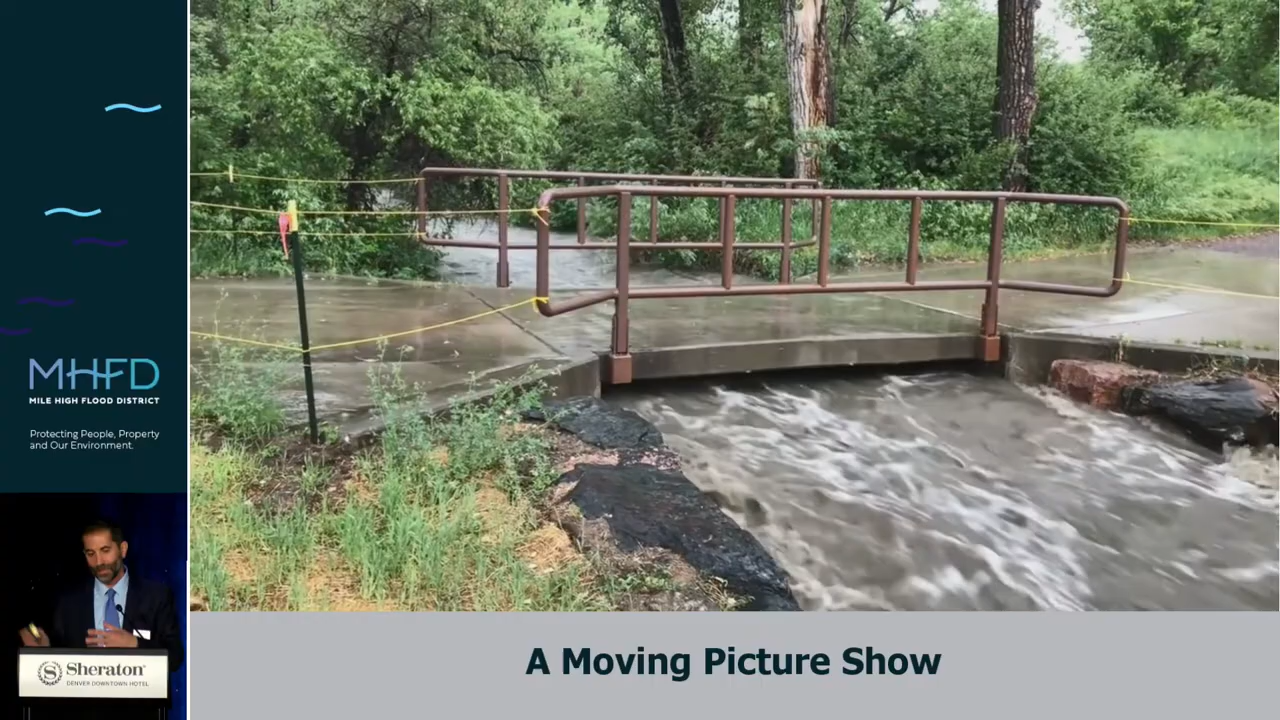 MHFD
MILE HIGH FLOOD DISTRICT
Protecting People, Property
and Our Environment.
Sheraton
DENVER DOWNTOWN HOTEL
A Moving Picture Show